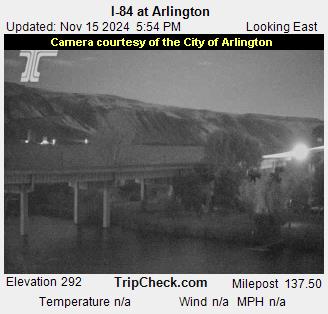 I-84 at Arlington
Updated: Nov 15 2024 5:54 PM Looking East
Camera courtesy of the City of Arlington
Elevation 292 TripCheck.com Milepost 137.50
Temperature n/a Wind n/a MPH n/a